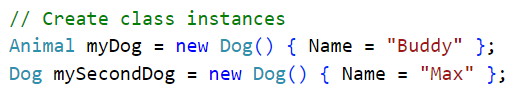 // Create class instances
Animal myDog = new Dog() { Name = "Buddy" };
Dog mySecondDog = new Dog() { Name = "Max" };